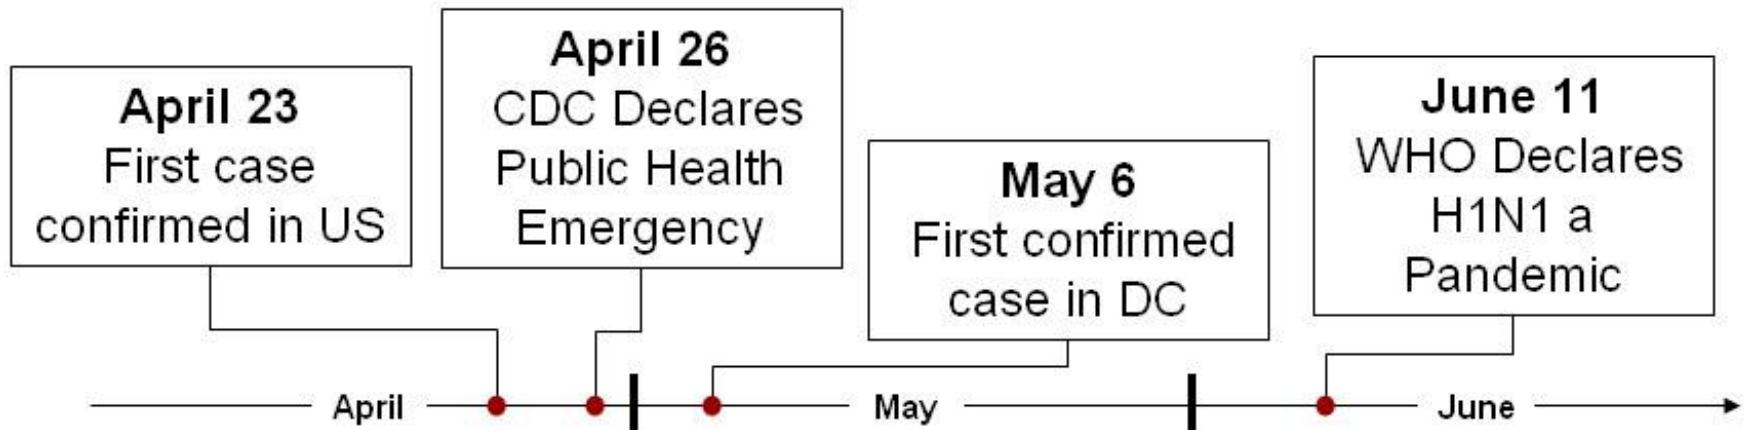 April 23
First case
confirmed in US
April 26
CDC Declares
Public Health
Emergency
May 6
First confirmed
case in DC
June 11
WHO Declares
H1N1 a
Pandemic
April
May
June